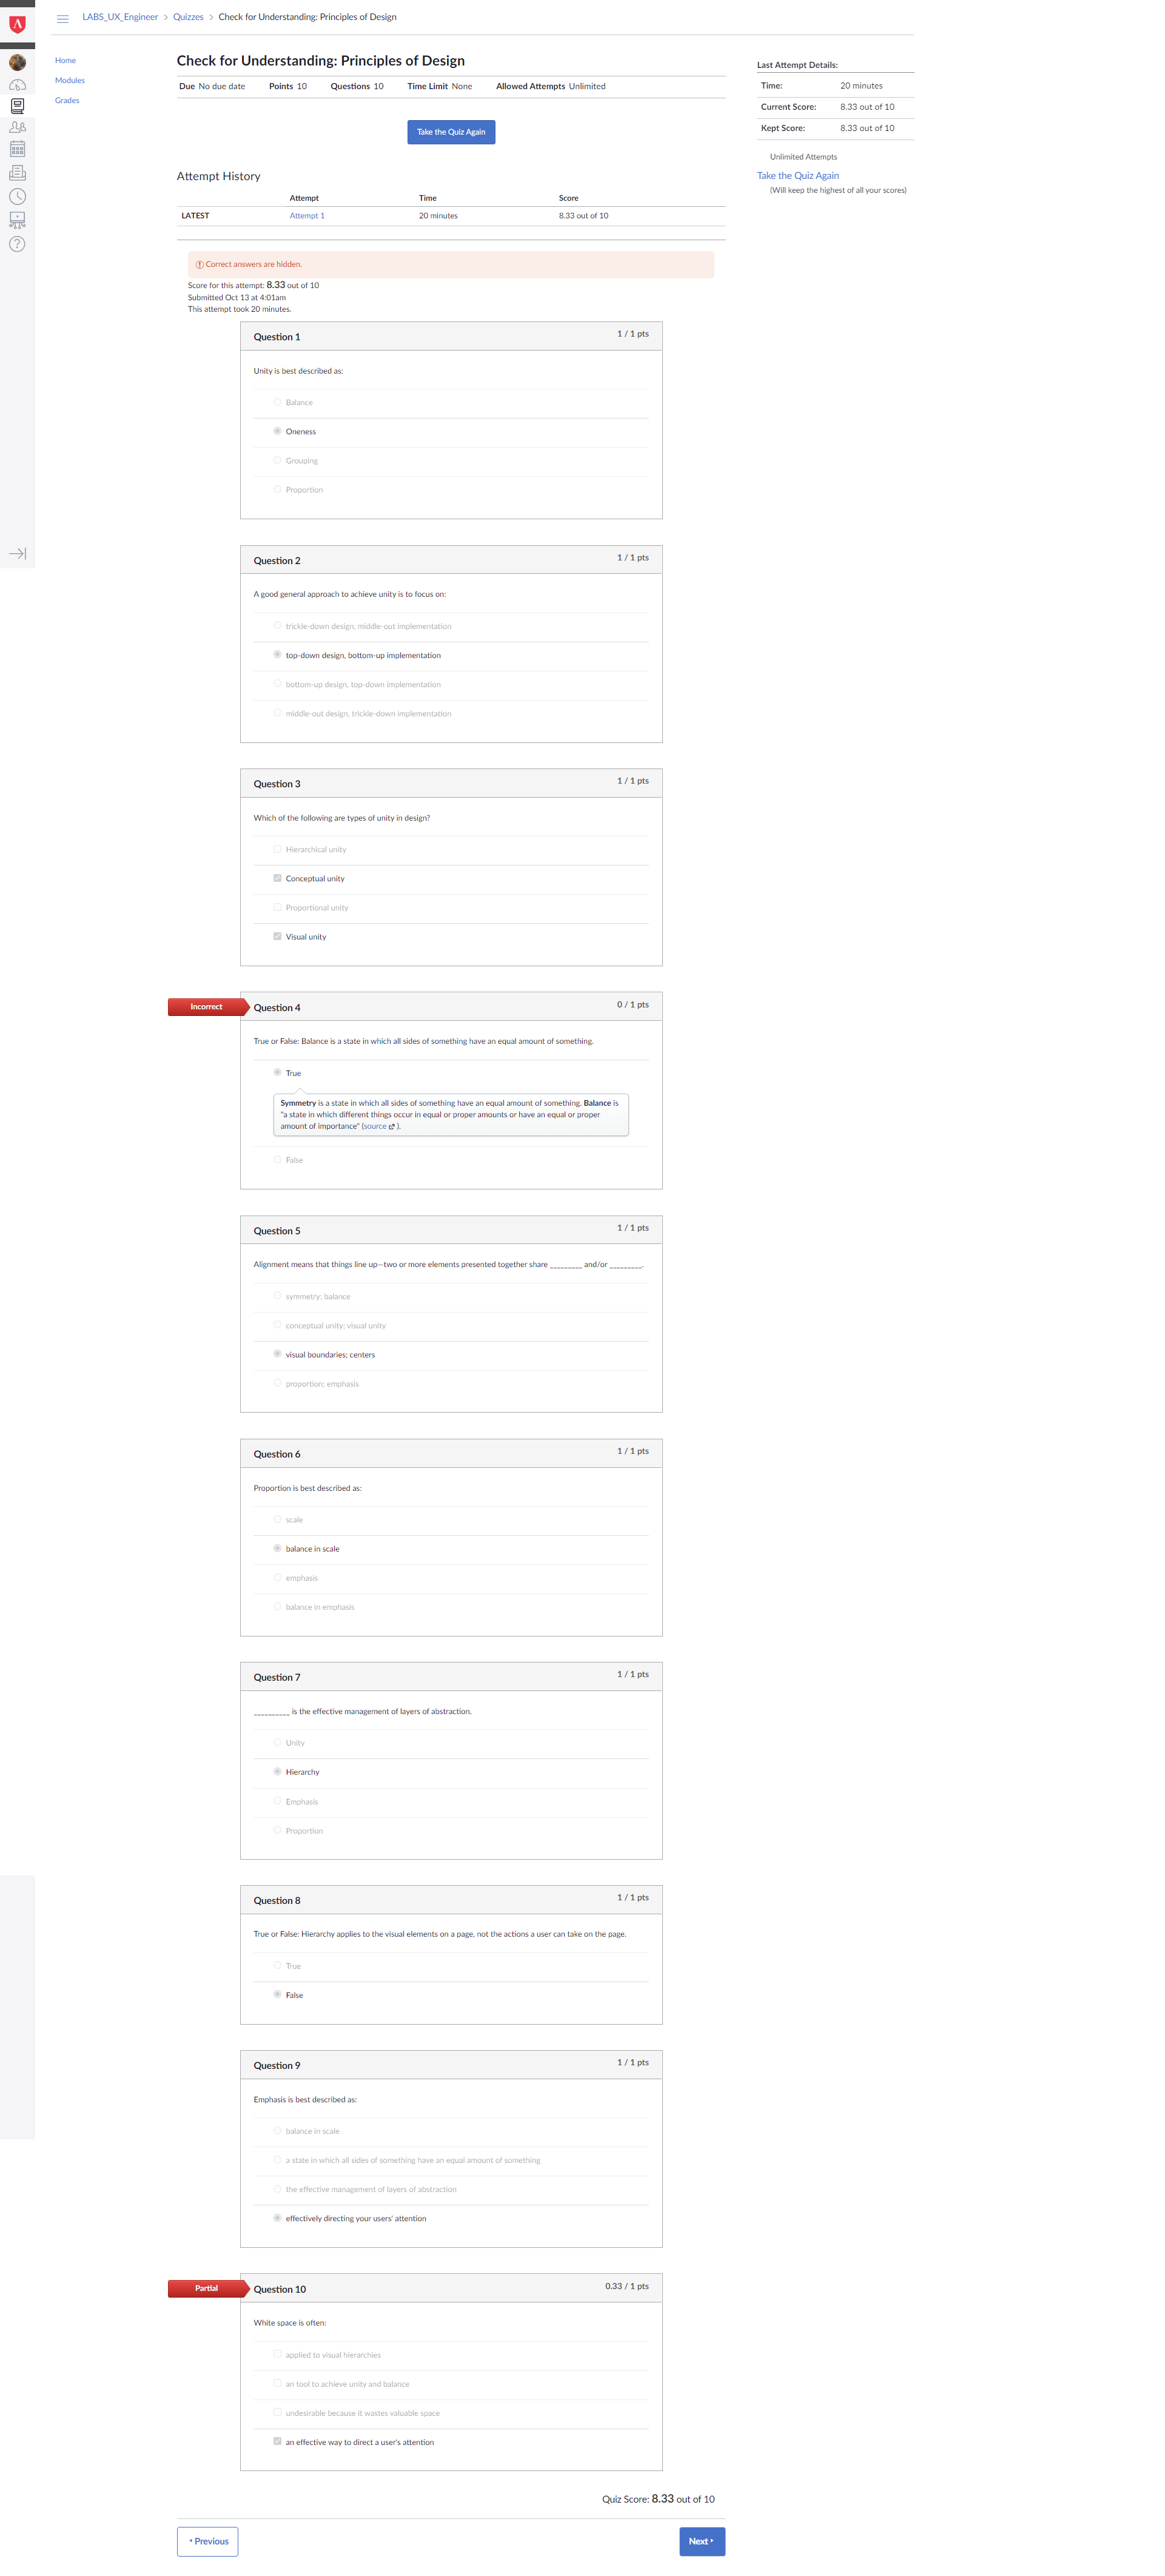 LABS_UX_Engineer > Quizzes > Check for Understanding: Principles of Design
Home
Modules
Grades
Check for Understanding: Principles of Design
Due No due date Points 10 Questions 10 Time Limit None Allowed Attempts Unlimited
Take the Quiz Again
Attempt History
Attempt Time Score
LATEST Attempt 1 20 minutes 8.33 out of 10
Last Attempt Details:
Time: 20 minutes
Current Score: 8.33 out of 10
Kept Score: 8.33 out of 10
Unlimited Attempts
Take the Quiz Again
(Will keep the highest of all your scores)
Correct answers are hidden.
Score for this attempt: 8.33 out of 10
Submitted Oct 13 at 4:01am
This attempt took 20 minutes.
Question 1 1 / 1 pts
Unity is best described as:
Balance
Oneness
Grouping
Proportion
Question 2 1 / 1 pts
A good general approach to achieve unity is to focus on:
trickle-down design, middle-out implementation
top-down design, bottom-up implementation
bottom-up design, top-down implementation
middle-out design, trickle-down implementation
Question 3 1 / 1 pts
Which of the following are types of unity in design?
Hierarchical unity
Conceptual unity
Proportional unity
Visual unity
Incorrect
Question 4 0 / 1 pts
True or False: Balance is a state in which all sides of something have an equal amount of something.
True
Symmetry is a state in which all sides of something have an equal amount of something. Balance is
"a state in which different things occur in equal or proper amounts or have an equal or proper
amount of importance" (source ).
False
Question 5 1 / 1 pts
Alignment means that things line up—two or more elements presented together share _________ and/or _________.
symmetry; balance
conceptual unity; visual unity
visual boundaries; centers
proportion; emphasis
Question 6 1 / 1 pts
Proportion is best described as:
scale
balance in scale
emphasis
balance in emphasis
Question 7 1 / 1 pts
__________ is the effective management of layers of abstraction.
Unity
Hierarchy
Emphasis
Proportion
Question 8 1 / 1 pts
True or False: Hierarchy applies to the visual elements on a page, not the actions a user can take on the page.
True
False
Question 9 1 / 1 pts
Emphasis is best described as:
balance in scale
a state in which all sides of something have an equal amount of something
the effective management of layers of abstraction
effectively directing your users' attention
Partial
Question 10 0.33 / 1 pts
White space is often:
applied to visual hierarchies
an tool to achieve unity and balance
undesirable because it wastes valuable space
an effective way to direct a user's attention
Quiz Score: 8.33 out of 10
Previous
Next